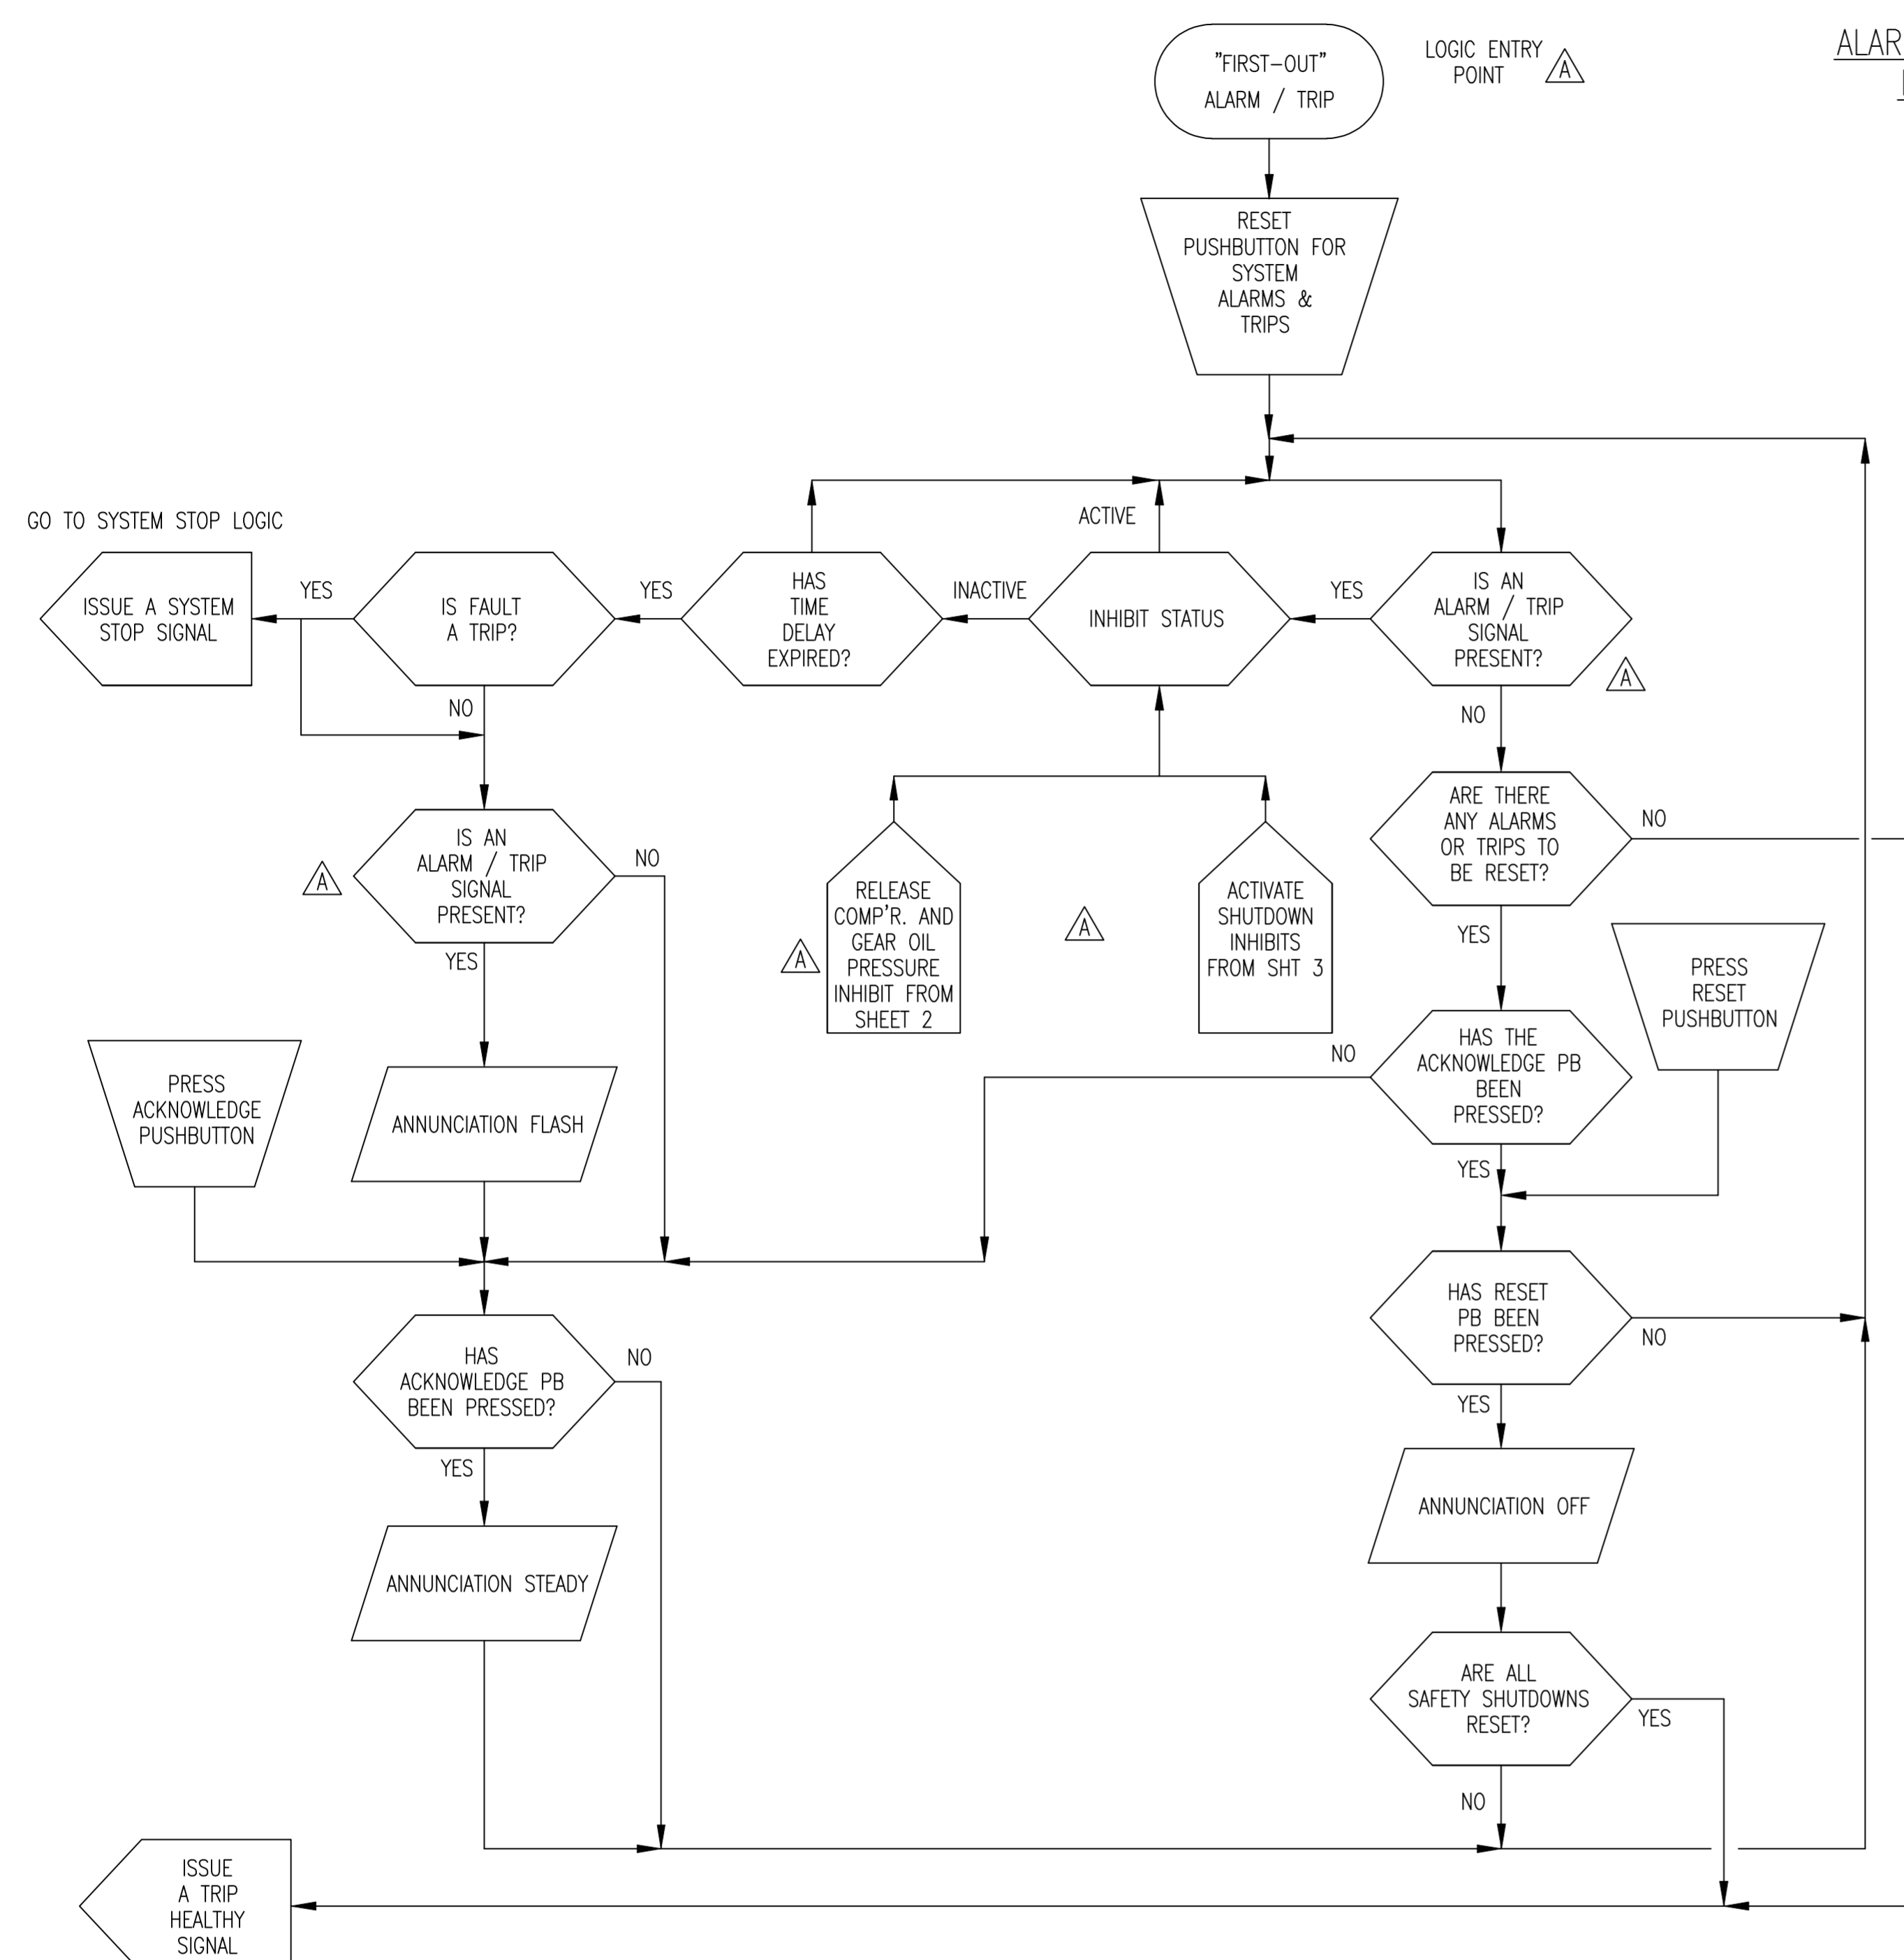 "FIRST-OUT"
ALARM / TRIP
LOGIC ENTRY
POINT
A
ALAR
RESET
PUSHBUTTON FOR
SYSTEM
ALARMS &
TRIPS
GO TO SYSTEM STOP LOGIC
ACTIVE
ISSUE A SYSTEM
STOP SIGNAL
YES
IS FAULT
A TRIP?
YES
HAS
TIME
DELAY
EXPIRED?
INACTIVE
INHIBIT STATUS
YES
IS AN
ALARM / TRIP
SIGNAL
PRESENT?
A
NO
NO
IS AN
ALARM / TRIP
SIGNAL
PRESENT?
A
NO
YES
RELEASE
COMP'R. AND
GEAR OIL
PRESSURE
INHIBIT FROM
SHEET 2
A
A
ACTIVATE
SHUTDOWN
INHIBITS
FROM SHT 3
ARE THERE
ANY ALARMS
OR TRIPS TO
BE RESET?
NO
YES
PRESS
RESET
PUSHBUTTON
PRESS
ACKNOWLEDGE
PUSHBUTTON
ANNUNCIATION FLASH
NO
HAS THE
ACKNOWLEDGE PB
BEEN
PRESSED?
YES
HAS RESET
PB BEEN
PRESSED?
NO
YES
HAS
ACKNOWLEDGE PB
BEEN PRESSED?
NO
YES
ANNUNCIATION STEADY
ANNUNCIATION OFF
ARE ALL
SAFETY SHUTDOWNS
RESET?
YES
NO
ISSUE
A TRIP
HEALTHY
SIGNAL